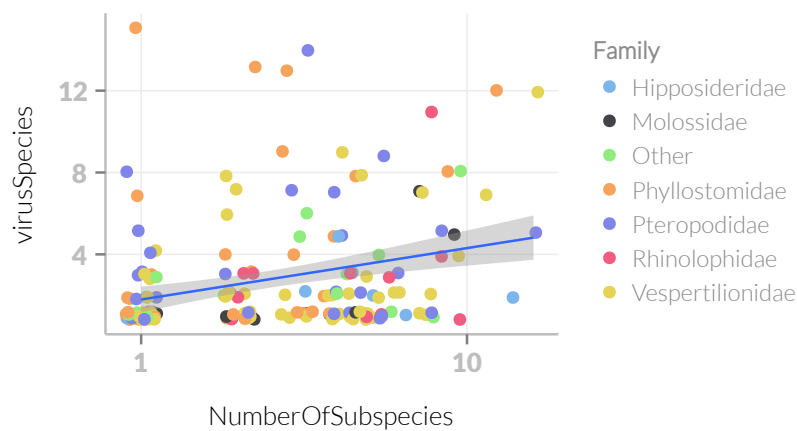 virusSpecies
12
8
4
1
10
NumberOfSubspecies
Family
Hipposideridae
Molossidae
Other
Phyllostomidae
Pteropodidae
Rhinolophidae
Vespertilionidae